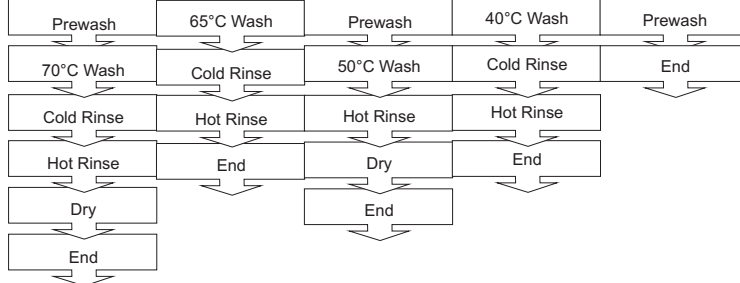 Prewash
70°C Wash
Cold Rinse
Hot Rinse
Dry
End
65°C Wash
Cold Rinse
Hot Rinse
End
Prewash
50°C Wash
Hot Rinse
Dry
End
40°C Wash
Cold Rinse
Hot Rinse
End
Prewash
End